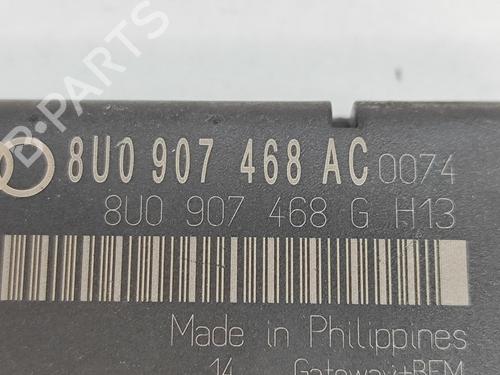 8U0 907 468 AC 0074
8U0 907 468 G H13
Made in Philippines
14 Gateway+BEM
B-PARTS